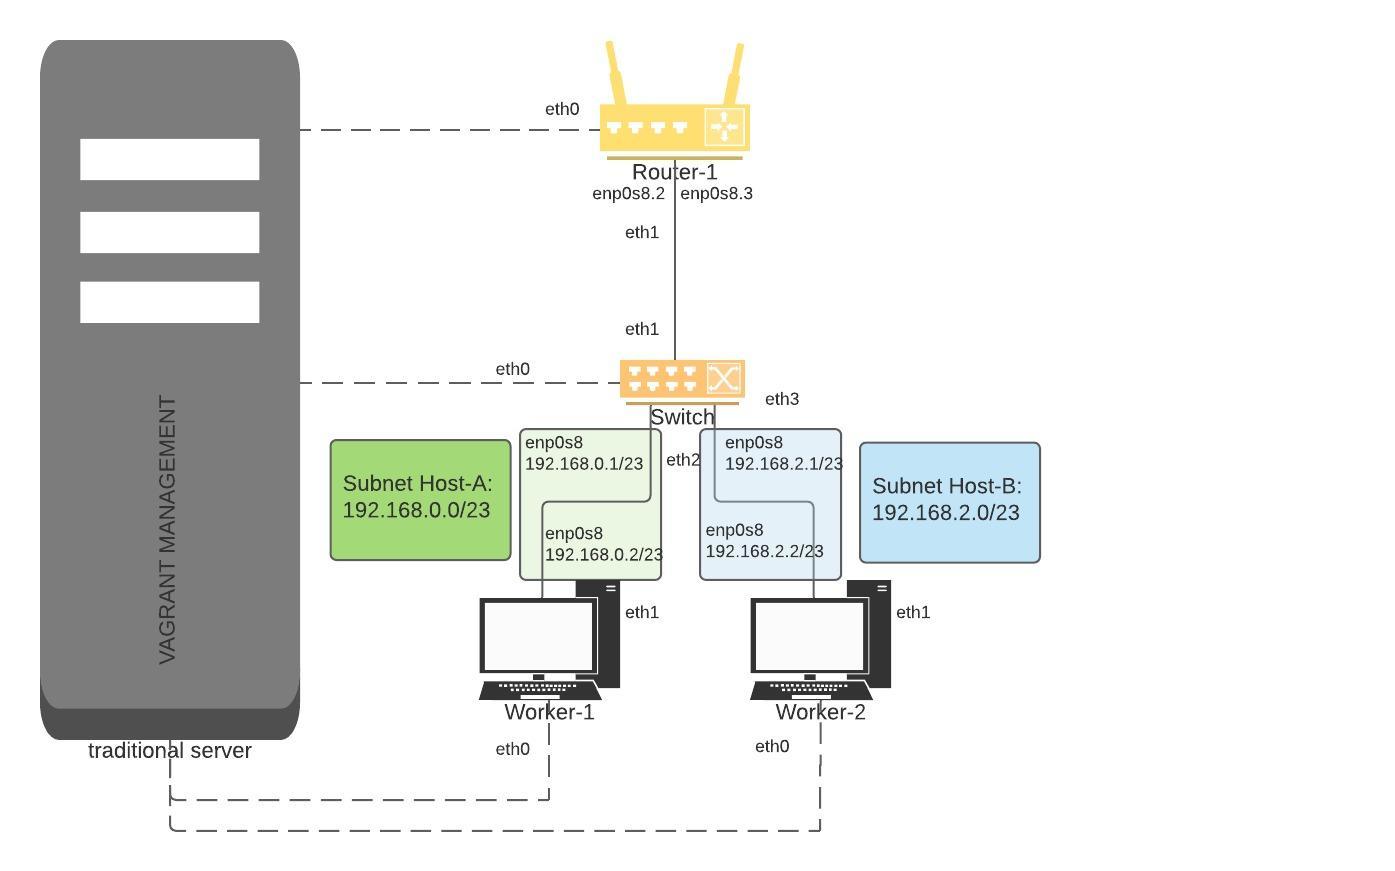 eth0
Router-1
enp0s8.2
enp0s8.3
eth1
eth1
eth0
Switch
eth3
enp0s8
192.168.0.1/23
eth2
enp0s8
192.168.2.1/23
Subnet Host-A:
192.168.0.0/23
Subnet Host-B:
192.168.2.0/23
enp0s8
192.168.0.2/23
enp0s8
192.168.2.2/23
VAGRANT MANAGEMENT
eth1
eth1
Worker-1
Worker-2
traditional server
eth0
eth0